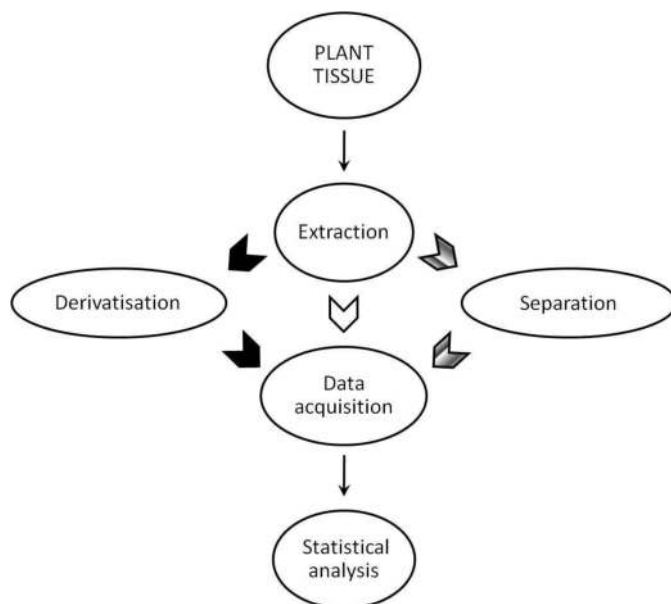 PLANT
TISSUE
Extraction
Derivatisation
Separation
Data
acquisition
Statistical
analysis